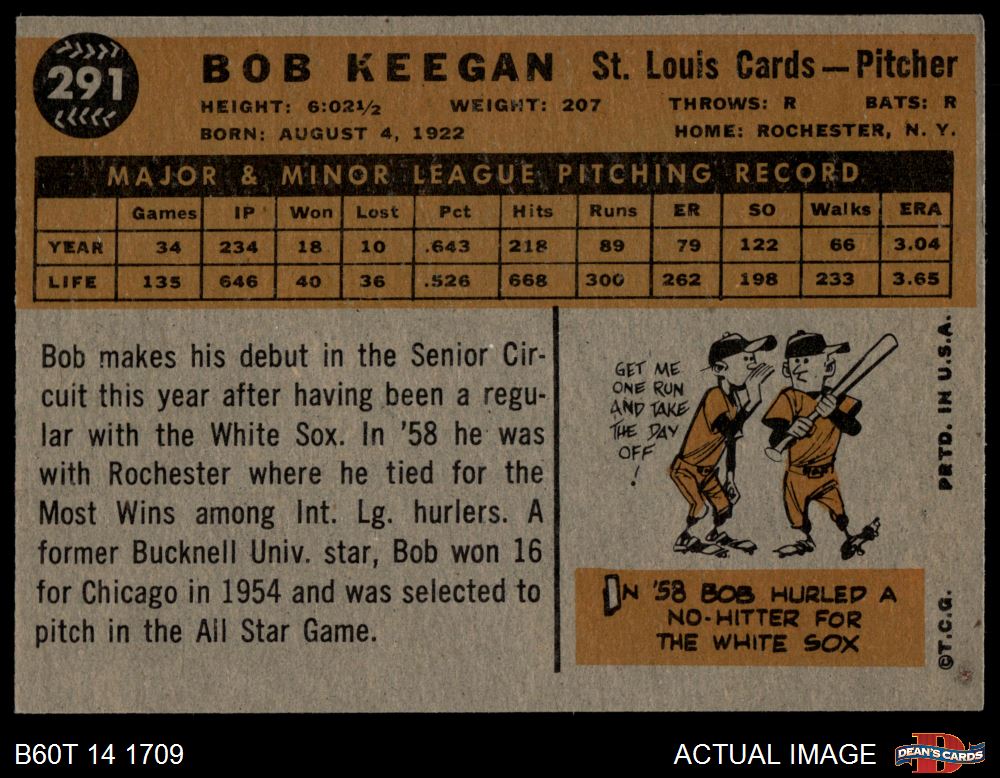 291
BOB KEEGAN St. Louis Cards—Pitcher
HEIGHT: 6:02½ WEIGHT: 207 THROWS: R BATS: R
BORN: AUGUST 4, 1922 HOME: ROCHESTER, N. Y.
MAJOR & MINOR LEAGUE PITCHING RECORD
Games IP Won Lost Pct Hits Runs ER SO Walks ERA
YEAR 34 234 18 10 .643 218 89 79 122 66 3.04
LIFE 135 646 40 36 .526 668 300 262 198 233 3.65
Bob makes his debut in the Senior Cir-
cuit this year after having been a regu-
lar with the White Sox. In '58 he was
with Rochester where he tied for the
Most Wins among Int. Lg. hurlers. A
former Bucknell Univ. star, Bob won 16
for Chicago in 1954 and was selected to
pitch in the All Star Game.
GET ME
ONE RUN
AND TAKE
THE DAY
OFF
!
IN '58 BOB HURLED A
NO-HITTER FOR
THE WHITE SOX
©T.C.G. PRTD. IN U.S.A.
B60T 14 1709
ACTUAL IMAGE
DEAN'S CARDS